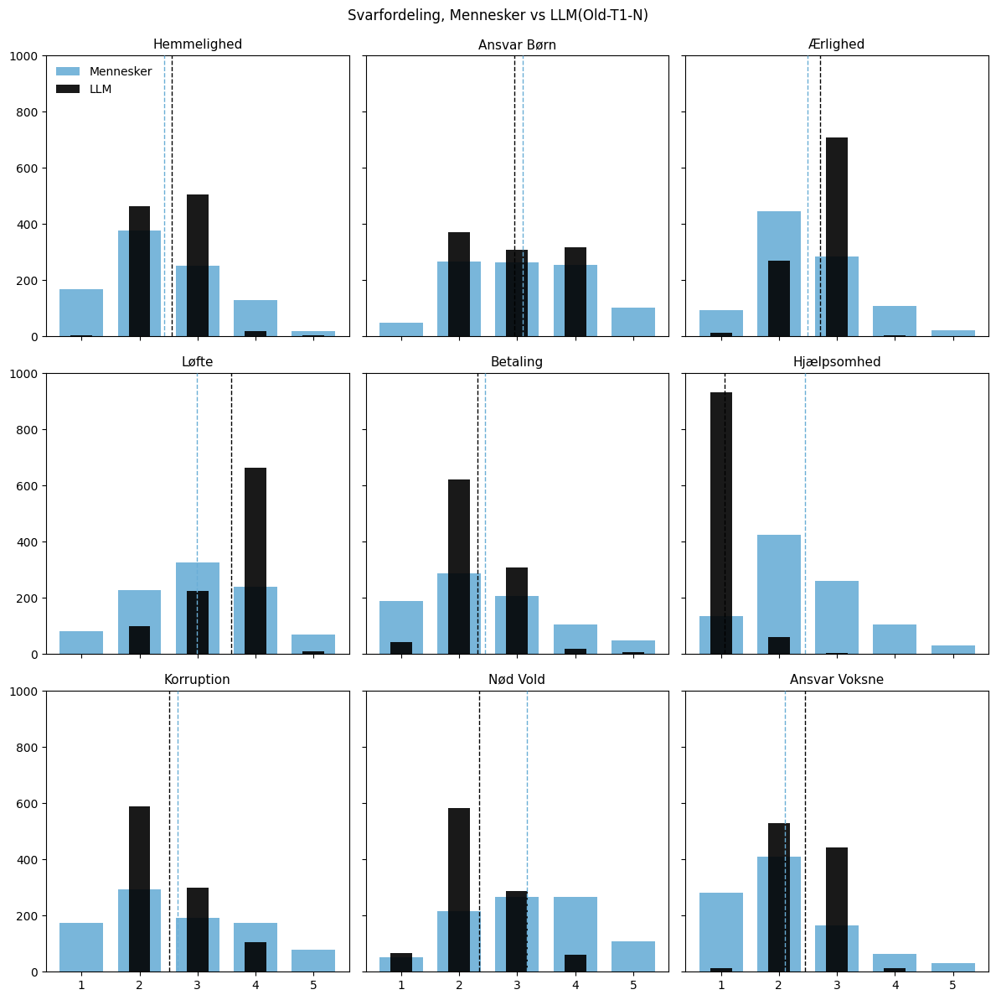 Svarfordeling, Mennesker vs LLM(Old-T1-N)
Hemmelighed
Ansvar Børn
Ærlighed
1000
800
600
400
200
0
Mennesker
LLM
Løfte
Betaling
Hjælpsomhed
1000
800
600
400
200
0
Korruption
Nød Vold
Ansvar Voksne
1000
800
600
400
200
0
1 2 3 4 5
1 2 3 4 5
1 2 3 4 5